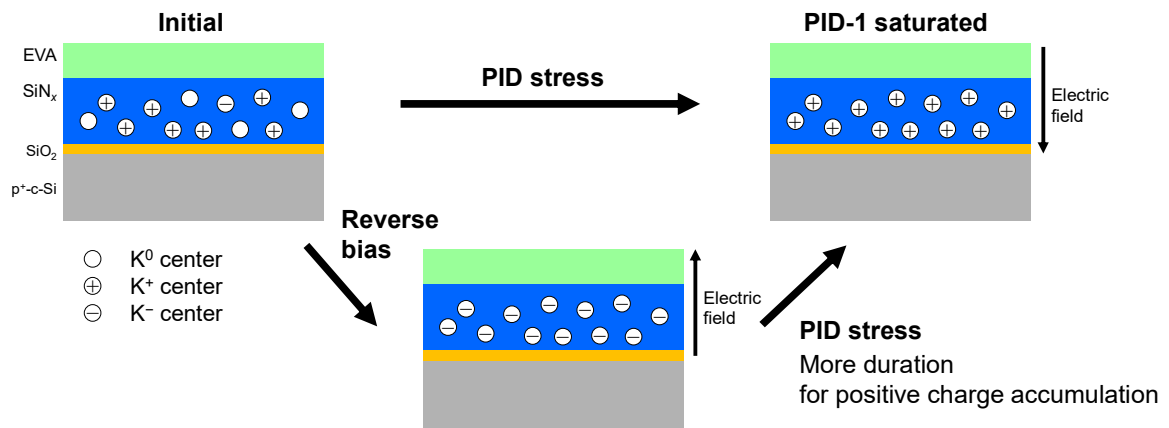 Initial
PID-1 saturated
EVA
SiNx
SiO2
p+-c-Si
PID stress
Electric
field
Reverse
bias
K0 center
K+ center
K− center
Electric
field
PID stress
More duration
for positive charge accumulation